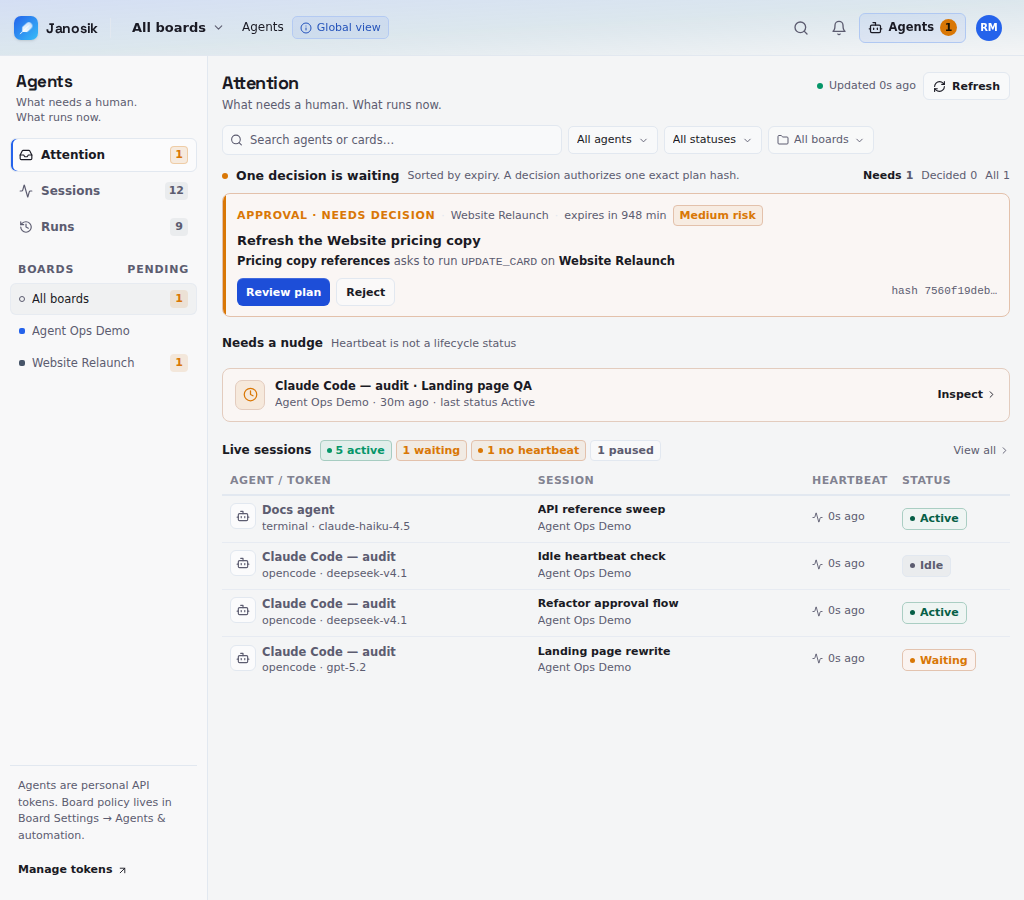 Janosik
All boards
Agents
Global view
Agents 1
RM
Agents
What needs a human.
What runs now.
Attention 1
Sessions 12
Runs 9
BOARDS PENDING
All boards 1
Agent Ops Demo
Website Relaunch 1
Agents are personal API
tokens. Board policy lives in
Board Settings → Agents &
automation.
Manage tokens
Attention
What needs a human. What runs now.
Updated 0s ago
Refresh
Search agents or cards...
All agents
All statuses
All boards
One decision is waiting Sorted by expiry. A decision authorizes one exact plan hash.
Needs 1 Decided 0 All 1
APPROVAL · NEEDS DECISION Website Relaunch expires in 948 min Medium risk
Refresh the Website pricing copy
Pricing copy references asks to run UPDATE_CARD on Website Relaunch
Review plan Reject hash 7560f19deb…
Needs a nudge Heartbeat is not a lifecycle status
Claude Code — audit · Landing page QA
Agent Ops Demo · 30m ago · last status Active
Inspect
Live sessions 5 active 1 waiting 1 no heartbeat 1 paused View all
AGENT / TOKEN SESSION HEARTBEAT STATUS
Docs agent API reference sweep 0s ago Active
terminal · claude-haiku-4.5 Agent Ops Demo
Claude Code — audit Idle heartbeat check 0s ago Idle
opencode · deepseek-v4.1 Agent Ops Demo
Claude Code — audit Refactor approval flow 0s ago Active
opencode · deepseek-v4.1 Agent Ops Demo
Claude Code — audit Landing page rewrite 0s ago Waiting
opencode · gpt-5.2 Agent Ops Demo